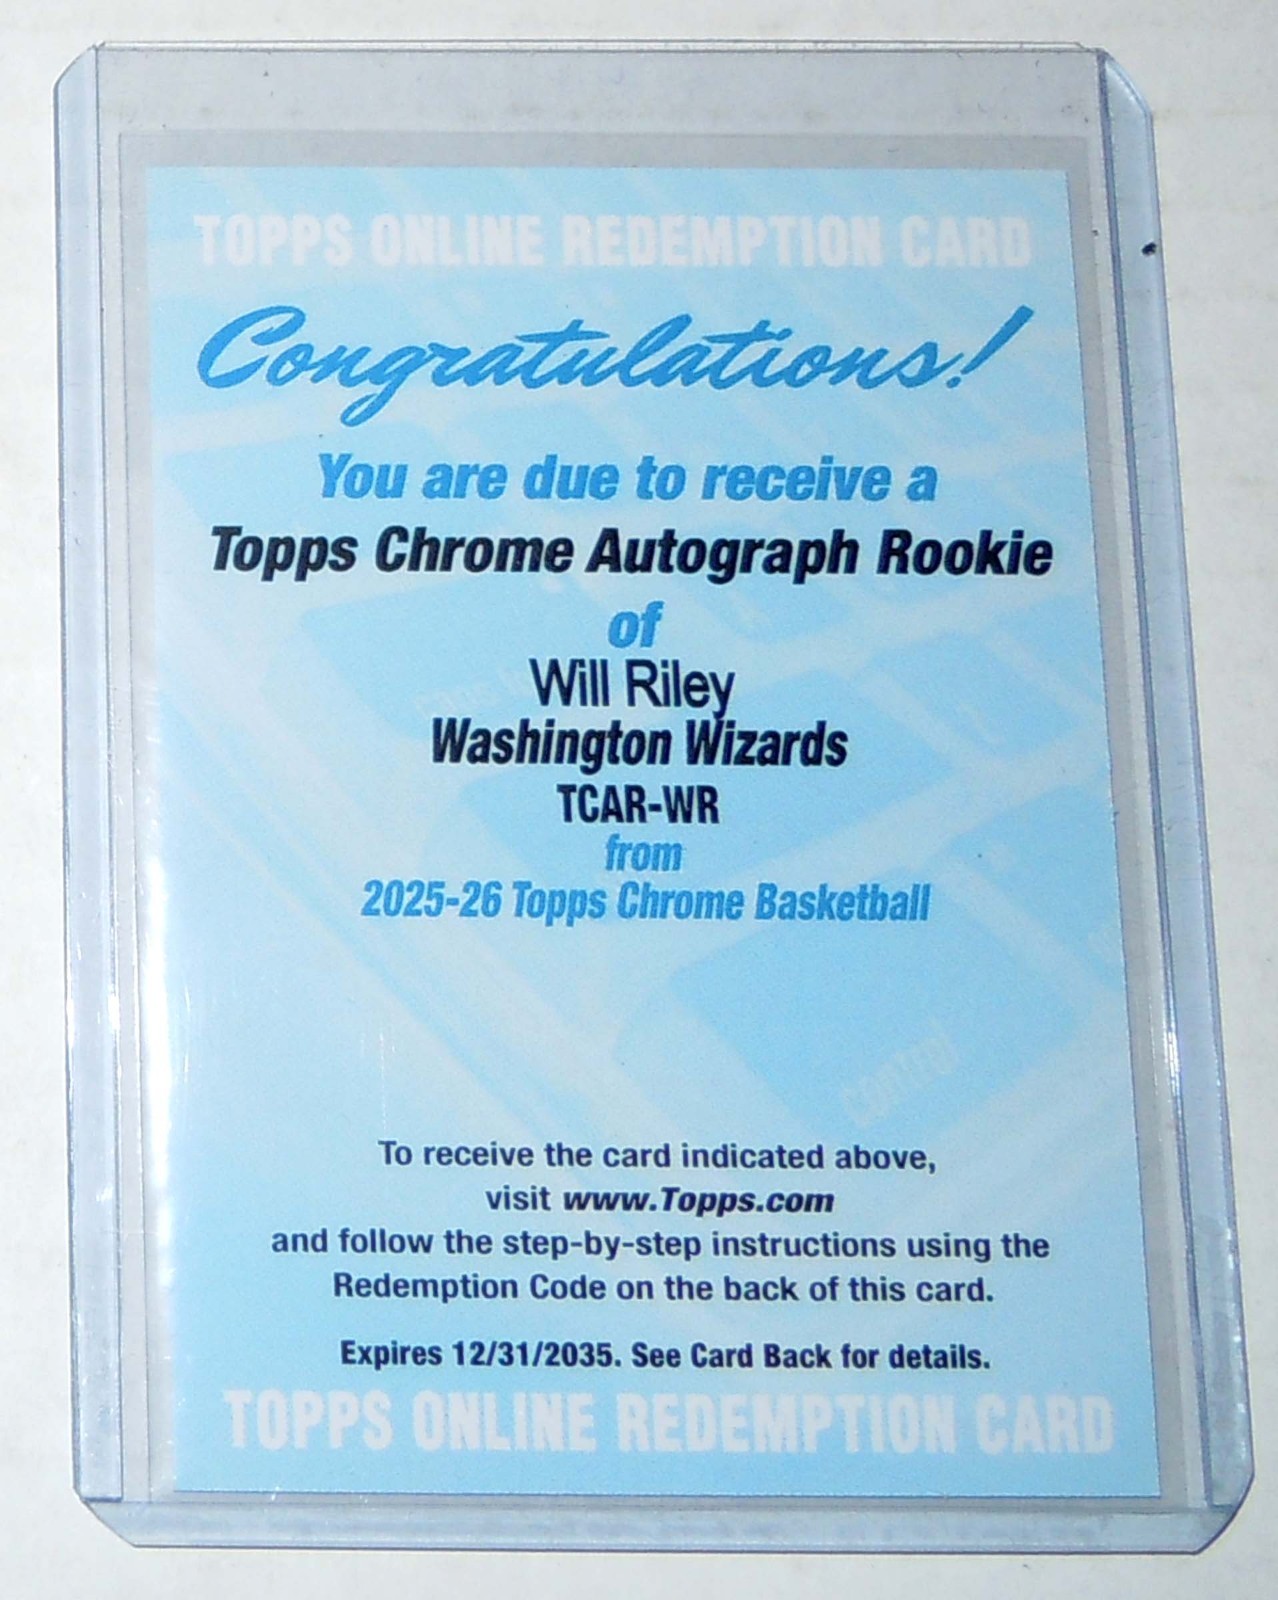 TOPPS ONLINE REDEMPTION CARD
Congratulations!
You are due to receive a
Topps Chrome Autograph Rookie
of
Will Riley
Washington Wizards
TCAR-WR
from
2025-26 Topps Chrome Basketball
control
To receive the card indicated above,
visit www.Topps.com
and follow the step-by-step instructions using the
Redemption Code on the back of this card.
Expires 12/31/2035. See Card Back for details.
TOPPS ONLINE REDEMPTION CARD